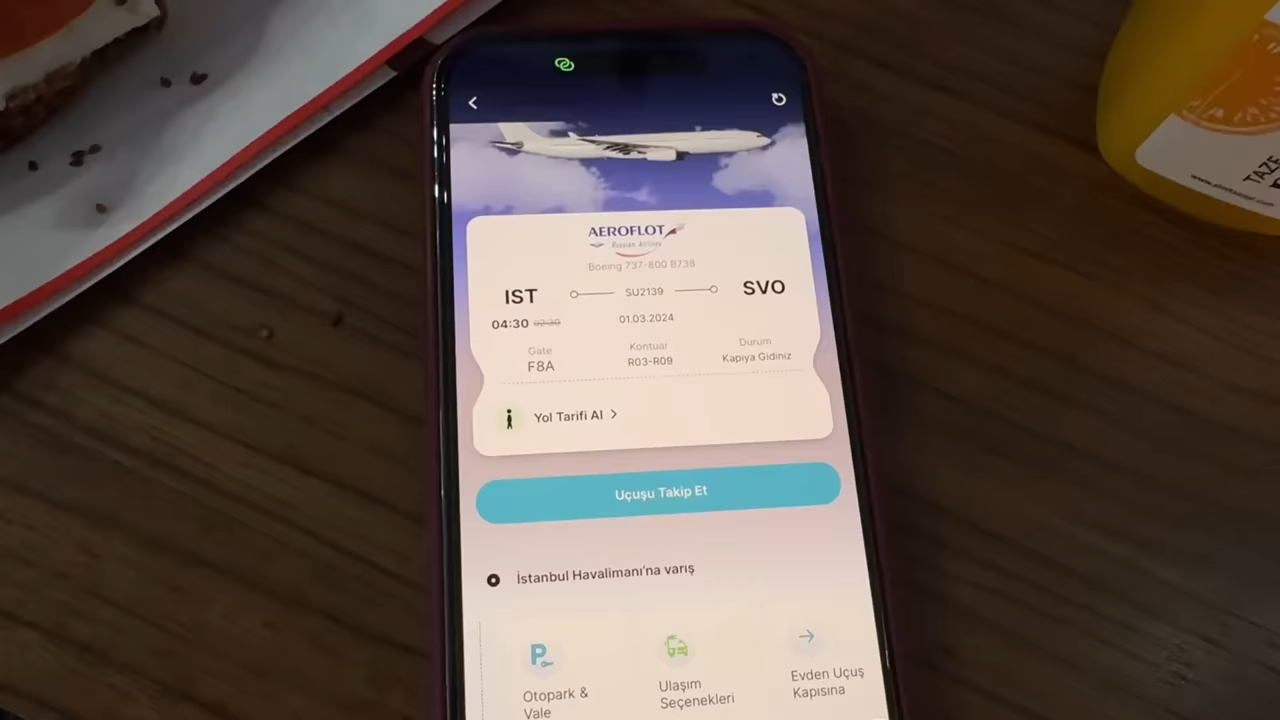 AEROFLOT
Russian Airlines
Boeing 737-800 B738
IST SU2139 SVO
04:30 02:30 01.03.2024
Gate Kontuar Durum
F8A R03-R09 Kapıya Gidiniz
Yol Tarifi Al
Uçuşu Takip Et
İstanbul Havalimanı'na varış
Otopark &
Vale
Ulaşım
Seçenekleri
Evden Uçuş
Kapısına
TAZE